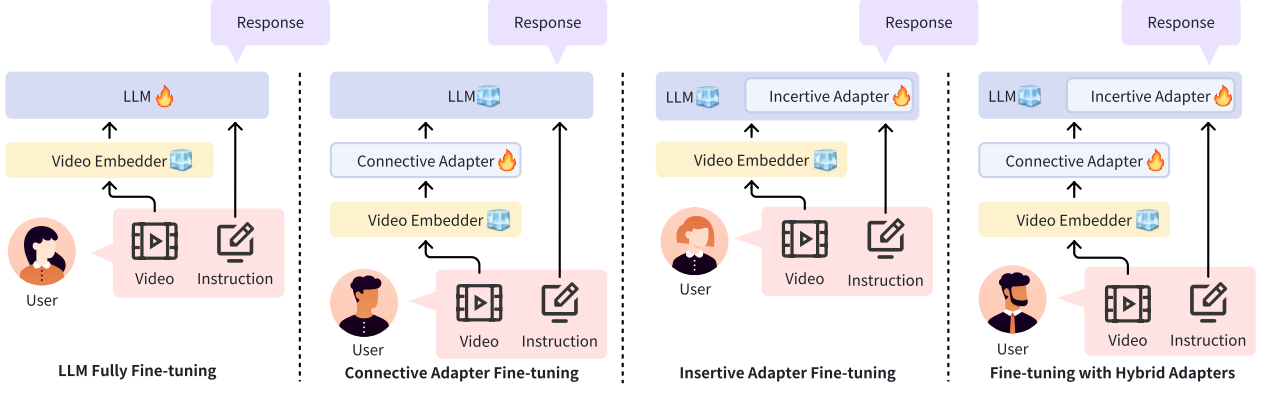 Response
LLM
Video Embedder
Video
Instruction
User
LLM Fully Fine-tuning
Response
LLM
Connective Adapter
Video Embedder
Video
Instruction
User
Connective Adapter Fine-tuning
Response
LLM
Incertive Adapter
Video Embedder
Video
Instruction
User
Insertive Adapter Fine-tuning
Response
LLM
Incertive Adapter
Connective Adapter
Video Embedder
Video
Instruction
User
Fine-tuning with Hybrid Adapters